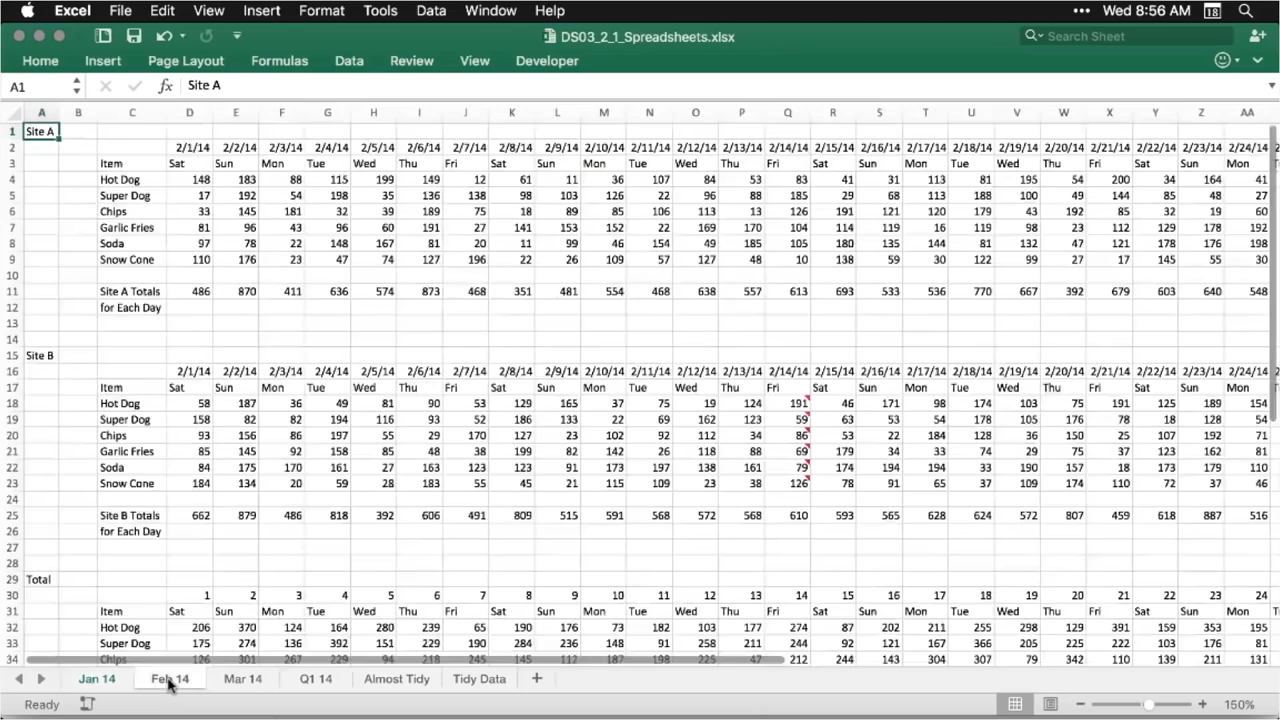 Excel File Edit View Insert Format Tools Data Window Help ••• Wed 8:56 AM 18
DS03_2_1_Spreadsheets.xlsx Search Sheet
Home Insert Page Layout Formulas Data Review View Developer
A1 fx Site A
A B C D E F G H I J K L M N O P Q R S T U V W X Y Z AA
1 Site A
2 2/1/14 2/2/14 2/3/14 2/4/14 2/5/14 2/6/14 2/7/14 2/8/14 2/9/14 2/10/14 2/11/14 2/12/14 2/13/14 2/14/14 2/15/14 2/16/14 2/17/14 2/18/14 2/19/14 2/20/14 2/21/14 2/22/14 2/23/14 2/24/14
3 Item Sat Sun Mon Tue Wed Thu Fri Sat Sun Mon Tue Wed Thu Fri Sat Sun Mon Tue Wed Thu Fri Sat Sun Mon
4 Hot Dog 148 183 88 115 199 149 12 61 11 36 107 84 53 83 41 31 113 81 195 54 200 34 164 41
5 Super Dog 17 192 54 198 35 136 138 98 103 126 22 96 88 185 29 68 113 188 100 49 144 85 48 27
6 Chips 33 145 181 32 39 189 75 18 89 85 106 113 13 126 191 121 120 179 43 192 85 32 19 60
7 Garlic Fries 81 96 43 96 60 191 27 141 153 152 22 169 170 104 114 119 16 119 98 23 112 129 178 192
8 Soda 97 78 22 148 167 81 20 11 99 46 154 49 185 105 180 135 144 81 132 47 121 178 176 198
9 Snow Cone 110 176 23 47 74 127 196 22 26 109 57 127 48 10 138 59 30 122 99 27 17 145 55 30
10
11 Site A Totals 486 870 411 636 574 873 468 351 481 554 468 638 557 613 693 533 536 770 667 392 679 603 640 548
12 for Each Day
13
14
15 Site B
16 2/1/14 2/2/14 2/3/14 2/4/14 2/5/14 2/6/14 2/7/14 2/8/14 2/9/14 2/10/14 2/11/14 2/12/14 2/13/14 2/14/14 2/15/14 2/16/14 2/17/14 2/18/14 2/19/14 2/20/14 2/21/14 2/22/14 2/23/14 2/24/14
17 Item Sat Sun Mon Tue Wed Thu Fri Sat Sun Mon Tue Wed Thu Fri Sat Sun Mon Tue Wed Thu Fri Sat Sun Mon
18 Hot Dog 58 187 36 49 81 90 53 129 165 37 75 19 124 191 46 171 98 174 103 75 191 125 189 154
19 Super Dog 158 82 82 194 116 93 52 186 133 22 69 162 123 59 63 53 54 155 131 176 78 18 128 54
20 Chips 93 156 86 197 55 29 170 127 23 102 92 112 34 86 53 22 184 128 36 150 25 107 192 71
21 Garlic Fries 85 145 92 158 85 48 38 199 82 142 26 118 88 69 179 34 33 74 29 75 37 123 162 81
22 Soda 84 175 170 161 27 163 123 123 91 173 197 138 161 79 174 194 194 33 190 157 18 173 179 110
23 Snow Cone 184 134 20 59 28 183 55 45 21 115 109 23 38 126 78 91 65 37 109 174 110 72 37 46
24
25 Site B Totals 662 879 486 818 392 606 491 809 515 591 568 572 568 610 593 565 628 624 572 807 459 618 887 516
26 for Each Day
27
28
29 Total
30 1 2 3 4 5 6 7 8 9 10 11 12 13 14 15 16 17 18 19 20 21 22 23 24
31 Item Sat Sun Mon Tue Wed Thu Fri Sat Sun Mon Tue Wed Thu Fri Sat Sun Mon Tue Wed Thu Fri Sat Sun Mon
32 Hot Dog 206 370 124 164 280 239 65 190 176 73 182 103 177 274 87 202 211 255 298 129 391 159 353 195
33 Super Dog 175 274 136 392 151 229 190 284 236 148 91 258 211 244 92 121 167 366 205 225 222 103 176 81
34 Chips 126 301 267 229 94 218 245 145 112 187 198 225 47 212 244 143 304 307 79 342 110 139 211 131
Jan 14 Feb 14 Mar 14 Q1 14 Almost Tidy Tidy Data +
Ready 150%